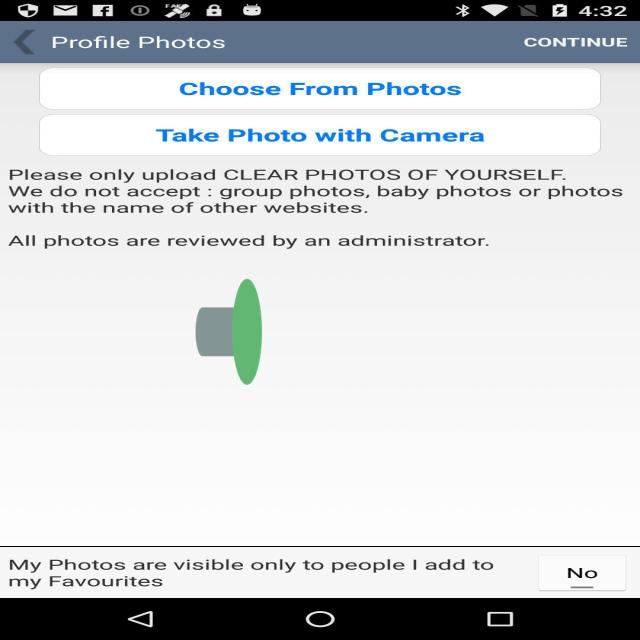 4:32
Profile Photos
CONTINUE
Choose From Photos
Take Photo with Camera
Please only upload CLEAR PHOTOS OF YOURSELF.
We do not accept : group photos, baby photos or photos
with the name of other websites.
All photos are reviewed by an administrator.
My Photos are visible only to people I add to
my Favourites
No